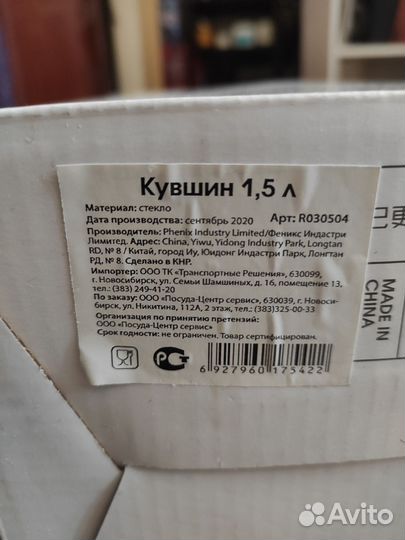 Кувшин 1,5 л
Материал: стекло
Дата производства: сентябрь 2020 Арт: R030504
Производитель: Phenix Industry Limited/Феникс Индастри
Лимитед. Адрес: China, Yiwu, Yidong Industry Park, Longtan
RD, № 8 / Китай, город Иу, Юидонг Индастри Парк, Лонгтан
РД, № 8. Сделано в КНР.
Импортер: ООО ТК «Транспортные Решения», 630099,
г. Новосибирск, ул. Семьи Шамшиных, д. 16, помещение 13,
тел.: (383) 249-41-20
По заказу: ООО «Посуда-Центр сервис», 630039, г. Новоси-
бирск, ул. Никитина, 112А, 2 этаж, тел.: (383)325-00-33
Организация по принятию претензий:
ООО «Посуда-Центр сервис»
Срок годности: не ограничен. Товар сертифицирован.
6 927960 175422
MADE IN
CHINA
Avito